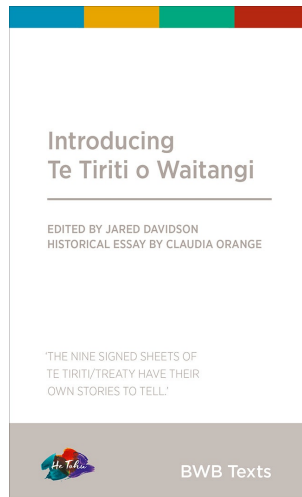 Introducing
Te Tiriti o Waitangi
EDITED BY JARED DAVIDSON
HISTORICAL ESSAY BY CLAUDIA ORANGE
‘THE NINE SIGNED SHEETS OF
TE TIRITI/TREATY HAVE THEIR
OWN STORIES TO TELL.’
He Tohu
BWB Texts